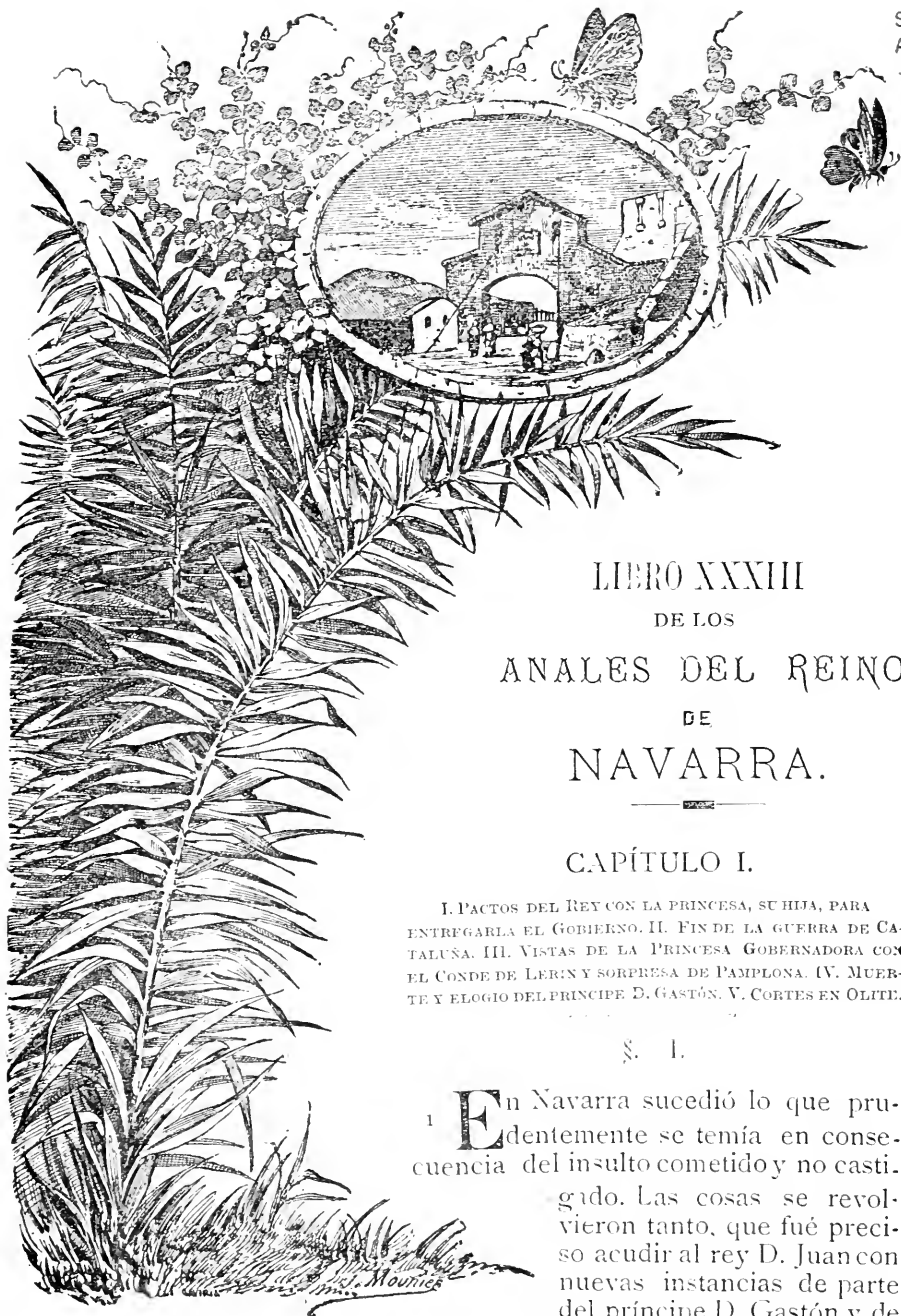 S
A
LIBRO XXXIII
DE LOS
ANALES DEL REINO
DE
NAVARRA.
CAPÍTULO I.
I. PACTOS DEL REY CON LA PRINCESA, SU HIJA, PARA
ENTREGARLA EL GOBIERNO. II. FIN DE LA GUERRA DE CA-
TALUÑA. III. VISTAS DE LA PRINCESA GOBERNADORA CON
EL CONDE DE LERIN Y SORPRESA DE PAMPLONA. IV. MUER-
TE Y ELOGIO DEL PRINCIPE D. GASTÓN. V. CORTES EN OLITE.
§. I.
1 En Navarra sucedió lo que pru-
dentemente se temía en conse-
cuencia del insulto cometido y no casti-
gado. Las cosas se revol-
vieron tanto, que fué preci-
so acudir al rey D. Juan con
nuevas instancias de parte
del príncipe D. Gastón y de
J. Mounier